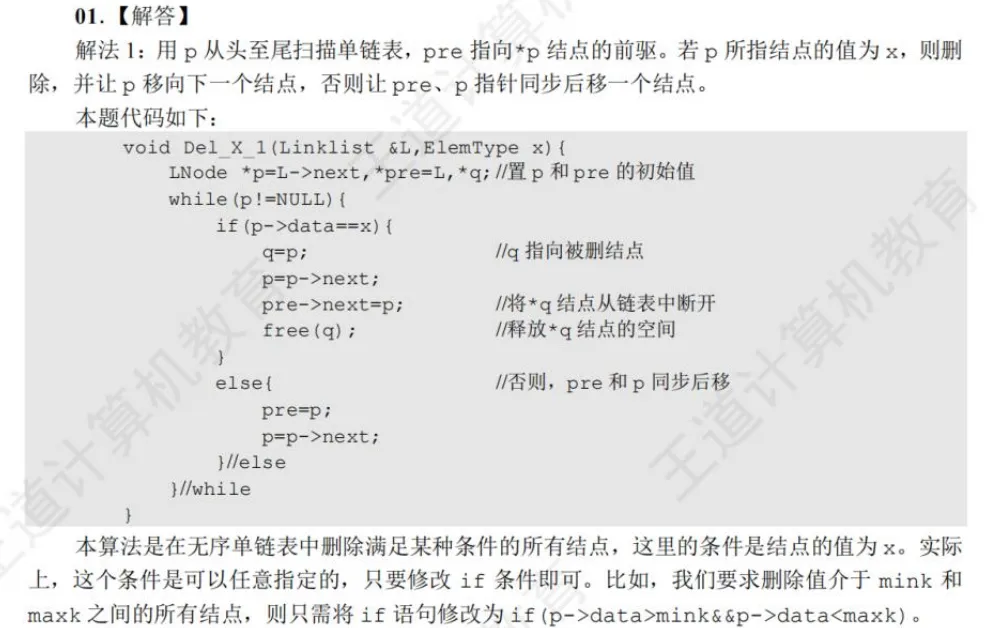 01.【解答】
解法 1：用 p 从头至尾扫描单链表，pre 指向*p 结点的前驱。若 p 所指结点的值为 x，则删
除，并让 p 移向下一个结点，否则让 pre、p 指针同步后移一个结点。
本题代码如下：
void Del_X_1(Linklist &L,ElemType x){
LNode *p=L->next,*pre=L,*q;//置 p 和 pre 的初始值
while(p!=NULL){
if(p->data==x){
q=p; //q 指向被删结点
p=p->next;
pre->next=p; //将*q 结点从链表中断开
free(q); //释放*q 结点的空间
}
else{ //否则，pre 和 p 同步后移
pre=p;
p=p->next;
}//else
}//while
}
本算法是在无序单链表中删除满足某种条件的所有结点，这里的条件是结点的值为 x。实际
上，这个条件是可以任意指定的，只要修改 if 条件即可。比如，我们要求删除值介于 mink 和
maxk 之间的所有结点，则只需将 if 语句修改为 if(p->data>mink&&p->data<maxk)。
王道计算机教育
王道计算机教育
王道计算机教育